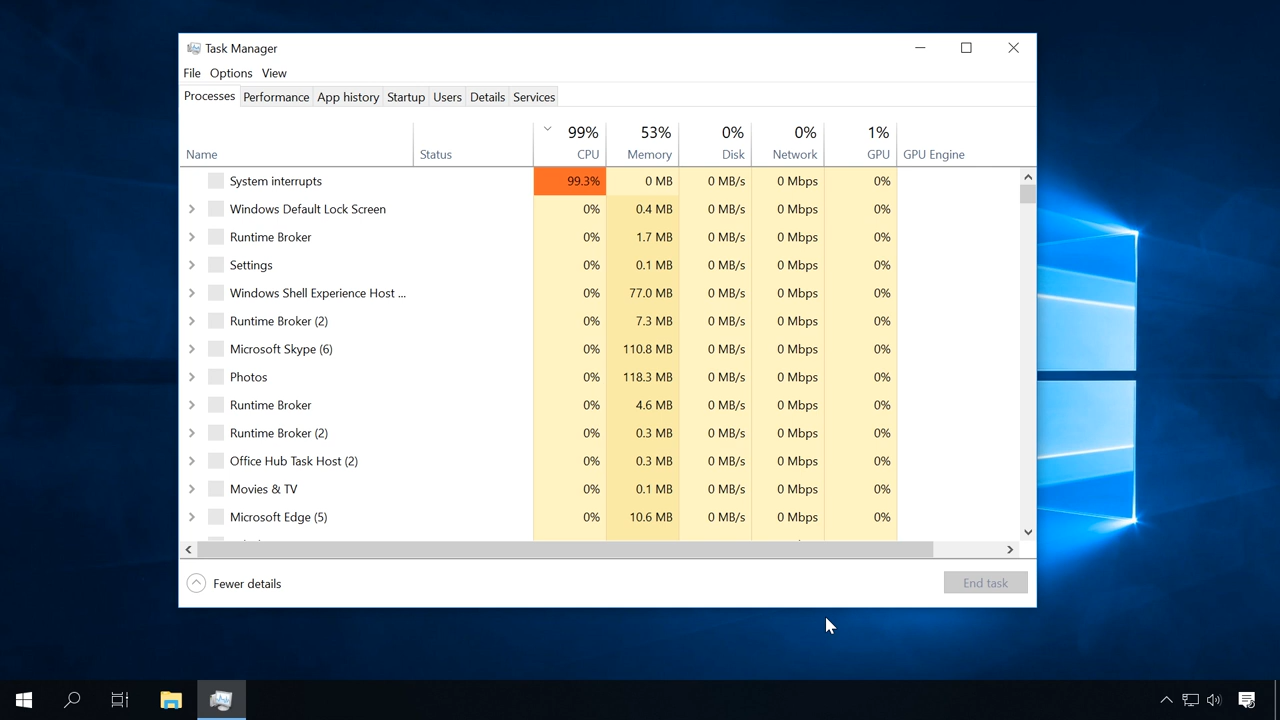 Task Manager
File Options View
Processes Performance App history Startup Users Details Services
99% 53% 0% 0% 1%
Name Status CPU Memory Disk Network GPU GPU Engine
System interrupts 99.3% 0 MB 0 MB/s 0 Mbps 0%
Windows Default Lock Screen 0% 0.4 MB 0 MB/s 0 Mbps 0%
Runtime Broker 0% 1.7 MB 0 MB/s 0 Mbps 0%
Settings 0% 0.1 MB 0 MB/s 0 Mbps 0%
Windows Shell Experience Host ... 0% 77.0 MB 0 MB/s 0 Mbps 0%
Runtime Broker (2) 0% 7.3 MB 0 MB/s 0 Mbps 0%
Microsoft Skype (6) 0% 110.8 MB 0 MB/s 0 Mbps 0%
Photos 0% 118.3 MB 0 MB/s 0 Mbps 0%
Runtime Broker 0% 4.6 MB 0 MB/s 0 Mbps 0%
Runtime Broker (2) 0% 0.3 MB 0 MB/s 0 Mbps 0%
Office Hub Task Host (2) 0% 0.3 MB 0 MB/s 0 Mbps 0%
Movies & TV 0% 0.1 MB 0 MB/s 0 Mbps 0%
Microsoft Edge (5) 0% 10.6 MB 0 MB/s 0 Mbps 0%
Fewer details End task